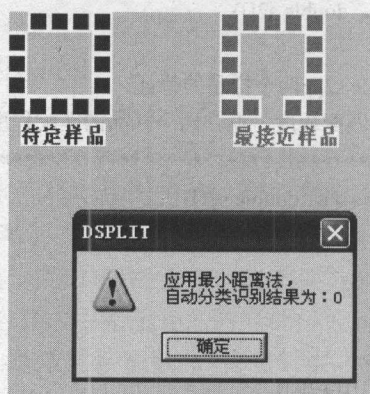 待定样品
最接近样品
DSPLIT
应用最小距离法，
自动分类识别结果为：0
确定